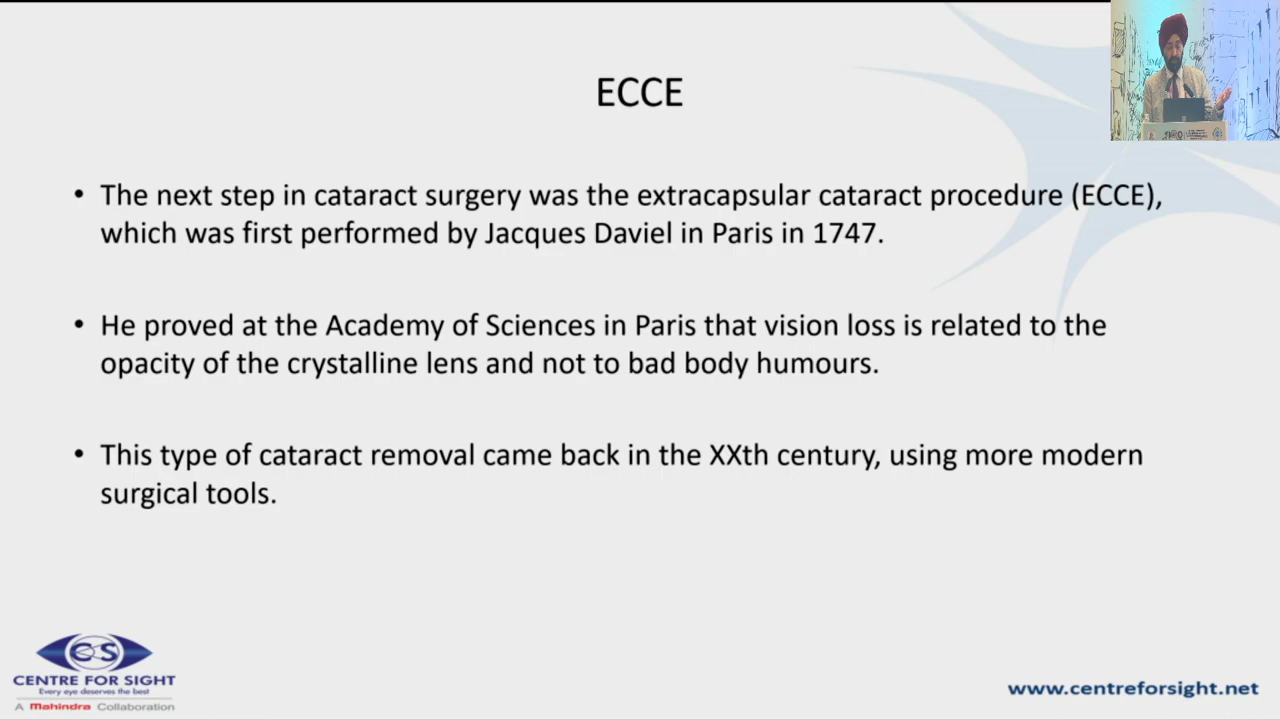 ECCE
• The next step in cataract surgery was the extracapsular cataract procedure (ECCE),
which was first performed by Jacques Daviel in Paris in 1747.
• He proved at the Academy of Sciences in Paris that vision loss is related to the
opacity of the crystalline lens and not to bad body humours.
• This type of cataract removal came back in the XXth century, using more modern
surgical tools.
CFS
CENTRE FOR SIGHT
Every eye deserves the best
A Mahindra Collaboration
www.centreforsight.net